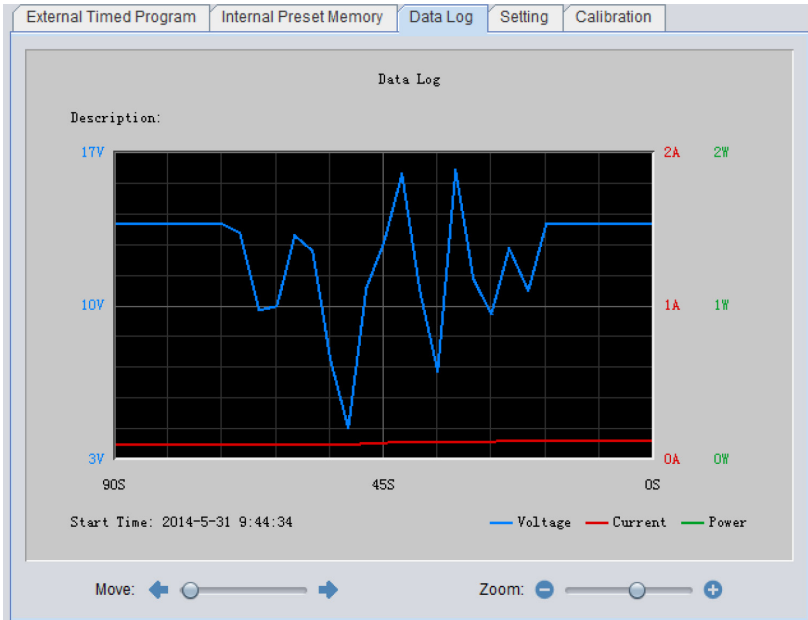 External Timed Program Internal Preset Memory Data Log Setting Calibration
Data Log
Description:
17V 2A 2W
10V 1A 1W
3V 0A 0W
90S 45S 0S
Start Time: 2014-5-31 9:44:34 Voltage Current Power
Move: Zoom: